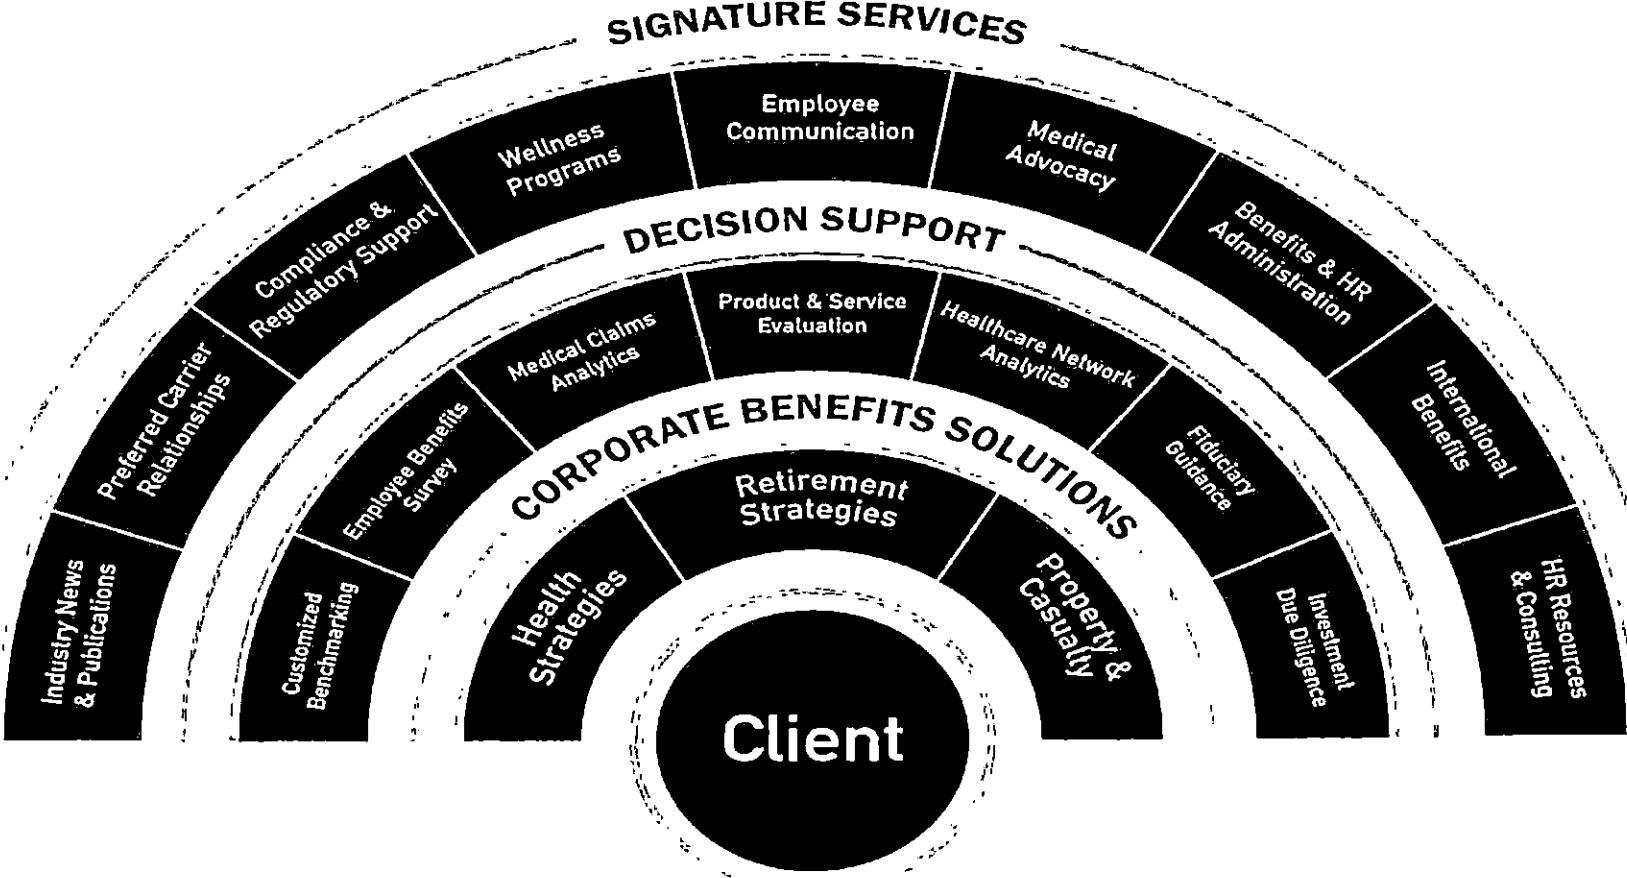 SIGNATURE SERVICES
Industry News
& Publications
Preferred Carrier
Relationships
Compliance &
Regulatory Support
Wellness
Programs
Employee
Communication
Medical
Advocacy
Benefits & HR
Administration
International
Benefits
HR Resources
& Consulting
DECISION SUPPORT
Customized
Benchmarking
Employee Benefits
Survey
Medical Claims
Analytics
Product & Service
Evaluation
Healthcare Network
Analytics
Fiduciary
Guidance
Investment
Due Diligence
CORPORATE BENEFITS SOLUTIONS
Health
Strategies
Retirement
Strategies
Property &
Casualty
Client